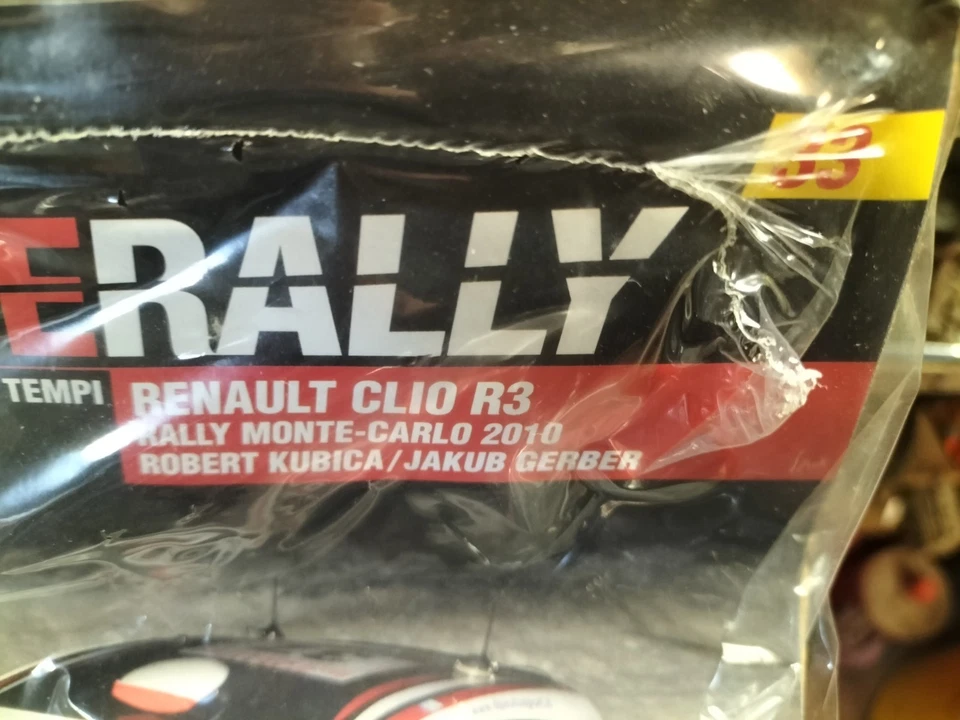 RALLY
TEMPI
RENAULT CLIO R3
RALLY MONTE-CARLO 2010
ROBERT KUBICA/JAKUB GERBER